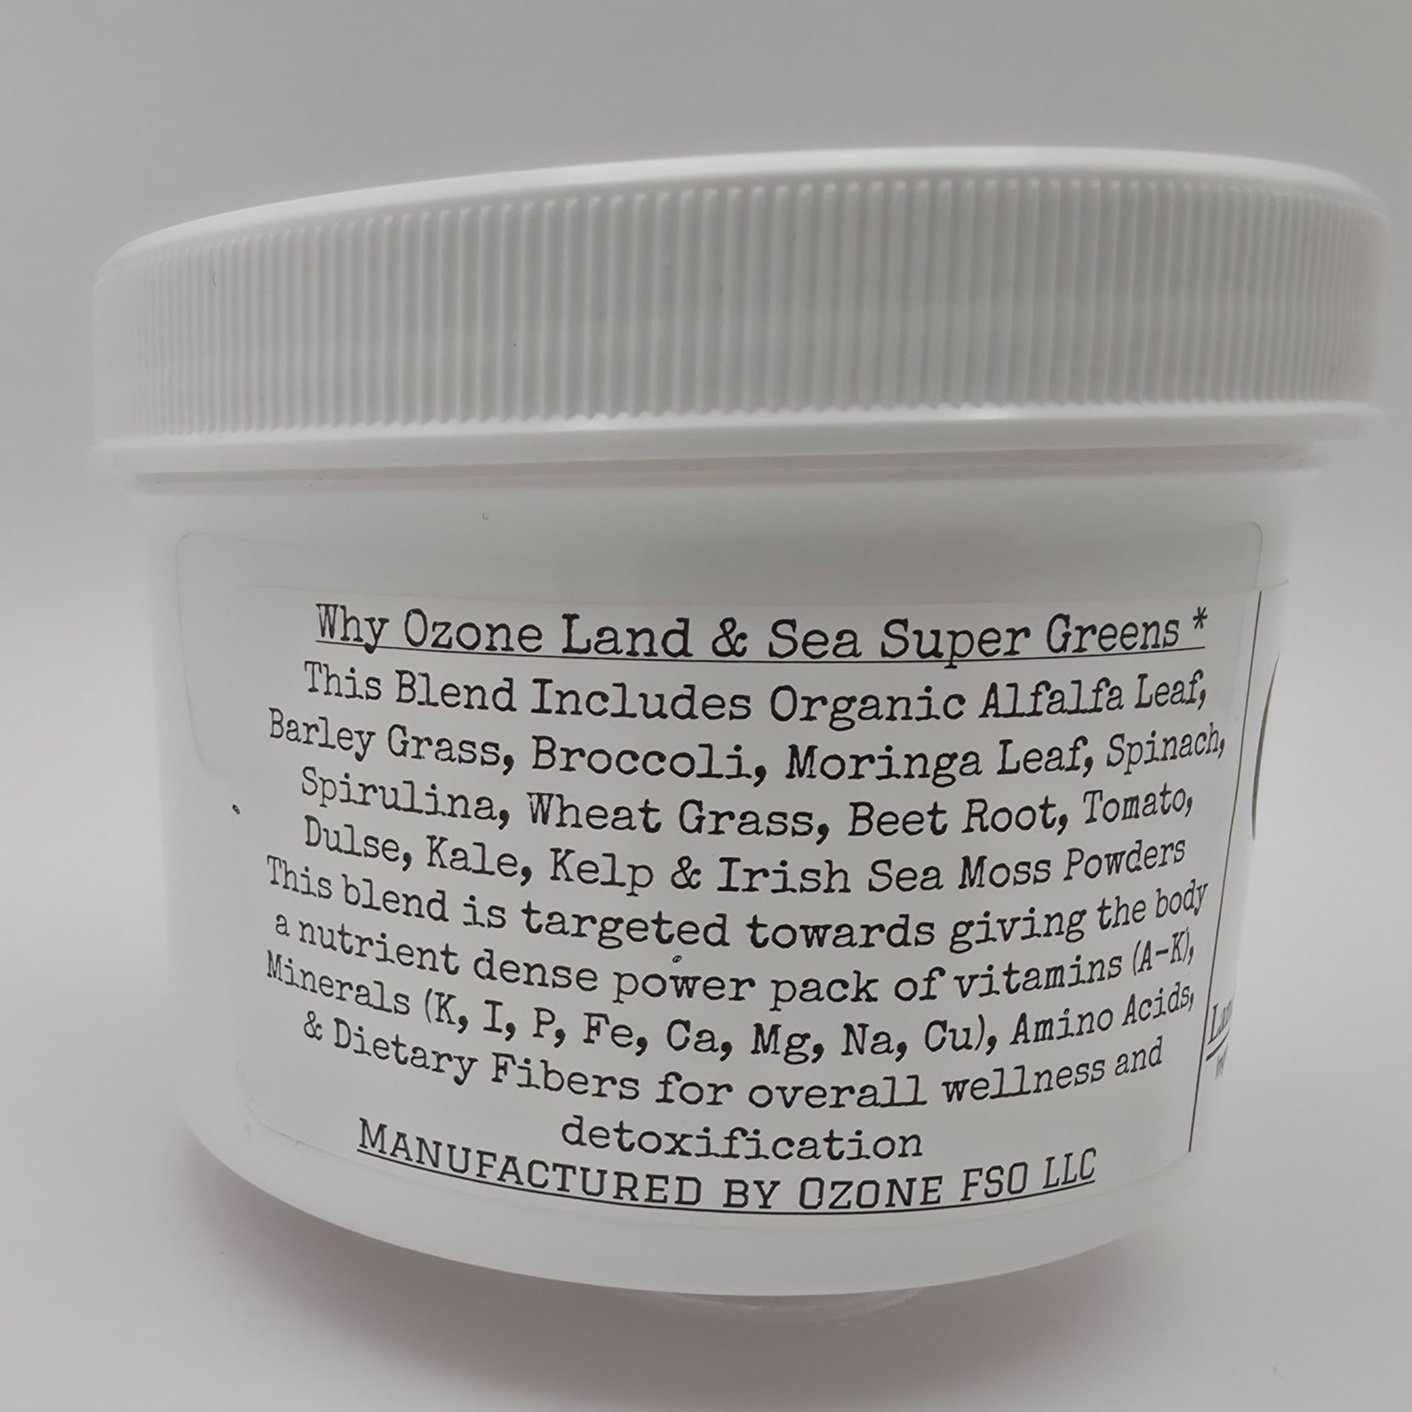 Why Ozone Land & Sea Super Greens *
This Blend Includes Organic Alfalfa Leaf,
Barley Grass, Broccoli, Moringa Leaf, Spinach,
Spirulina, Wheat Grass, Beet Root, Tomato,
Dulse, Kale, Kelp & Irish Sea Moss Powders
This blend is targeted towards giving the body
a nutrient dense power pack of vitamins (A-K),
Minerals (K, I, P, Fe, Ca, Mg, Na, Cu), Amino Acids,
& Dietary Fibers for overall wellness and
detoxification
MANUFACTURED BY OZONE FSO LLC